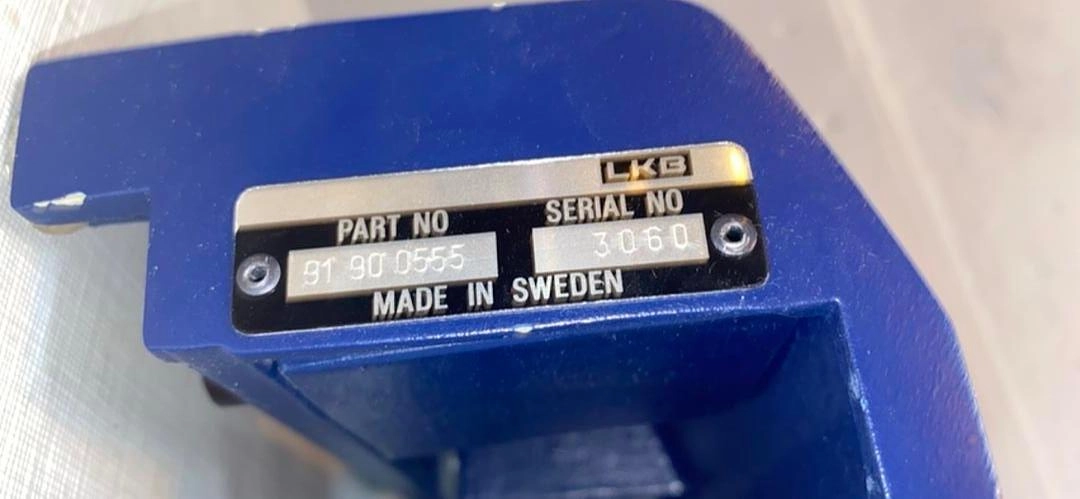 LKB
PART NO SERIAL NO
91 90 0555 3060
MADE IN SWEDEN